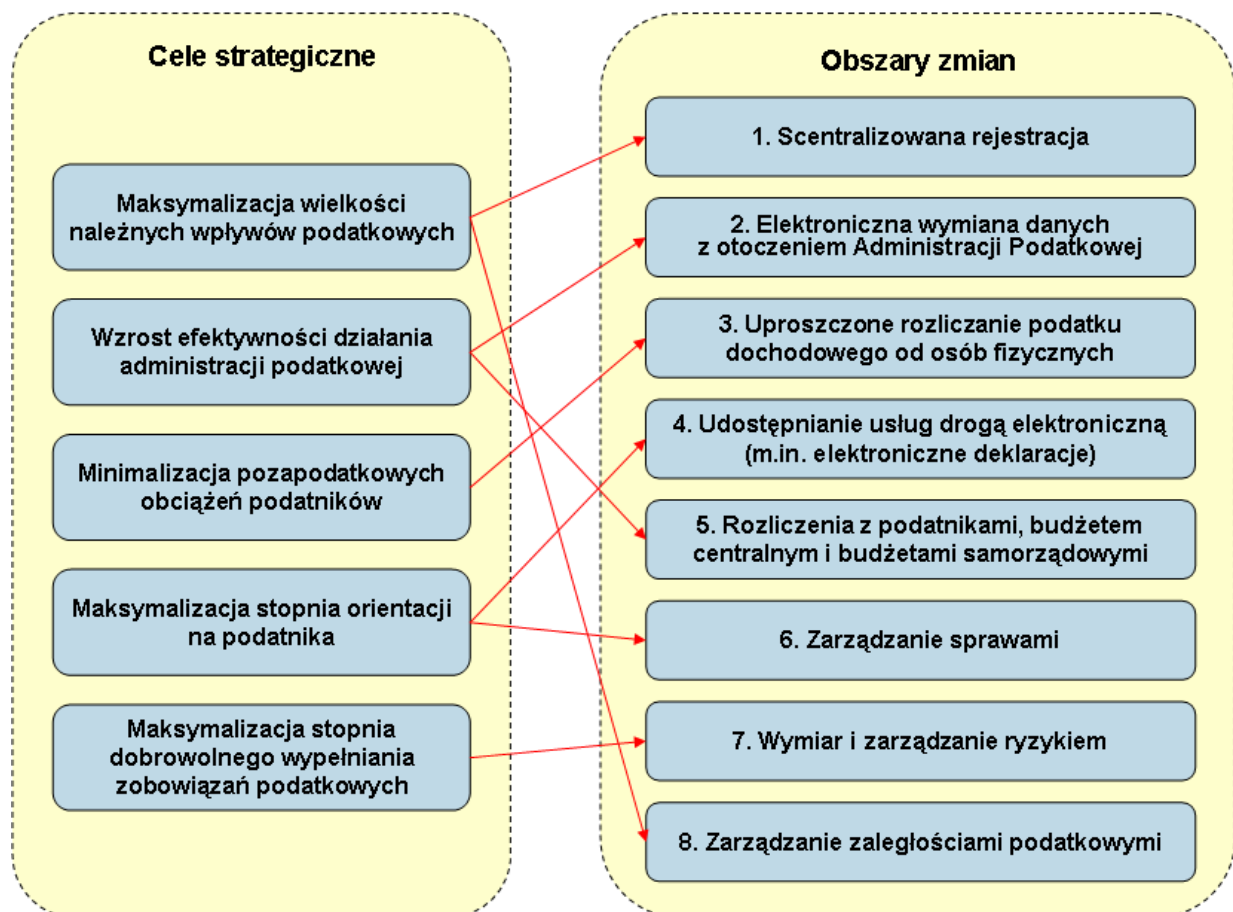 Cele strategiczne
Maksymalizacja wielkości
należnych wpływów podatkowych
Wzrost efektywności działania
administracji podatkowej
Minimalizacja pozapodatkowych
obciążeń podatników
Maksymalizacja stopnia orientacji
na podatnika
Maksymalizacja stopnia
dobrowolnego wypełniania
zobowiązań podatkowych
Obszary zmian
1. Scentralizowana rejestracja
2. Elektroniczna wymiana danych
z otoczeniem Administracji Podatkowej
3. Uproszczone rozliczanie podatku
dochodowego od osób fizycznych
4. Udostępnianie usług drogą elektroniczną
(m.in. elektroniczne deklaracje)
5. Rozliczenia z podatnikami, budżetem
centralnym i budżetami samorządowymi
6. Zarządzanie sprawami
7. Wymiar i zarządzanie ryzykiem
8. Zarządzanie zaległościami podatkowymi